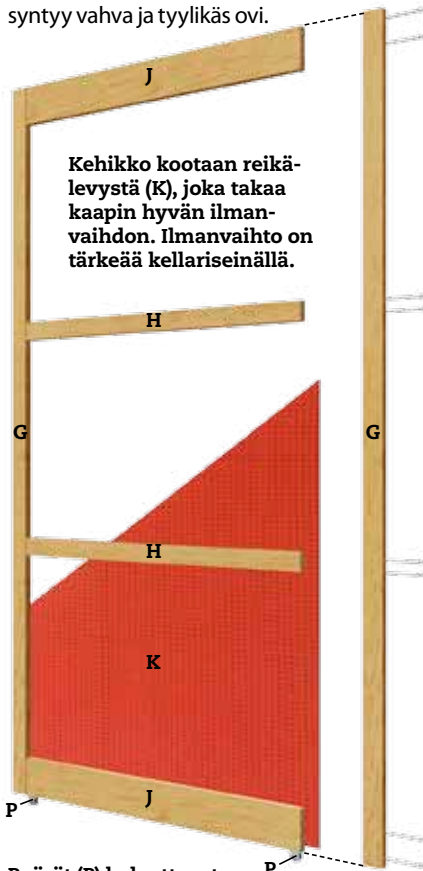 syntyy vahva ja tyylikäs ovi.
J
Kehikko kootaan reikä-
levystä (K), joka takaa
kaapin hyvän ilman-
vaihdon. Ilmanvaihto on
tärkeää kellariseinällä.
H
G
G
H
K
J
P
P
(P)